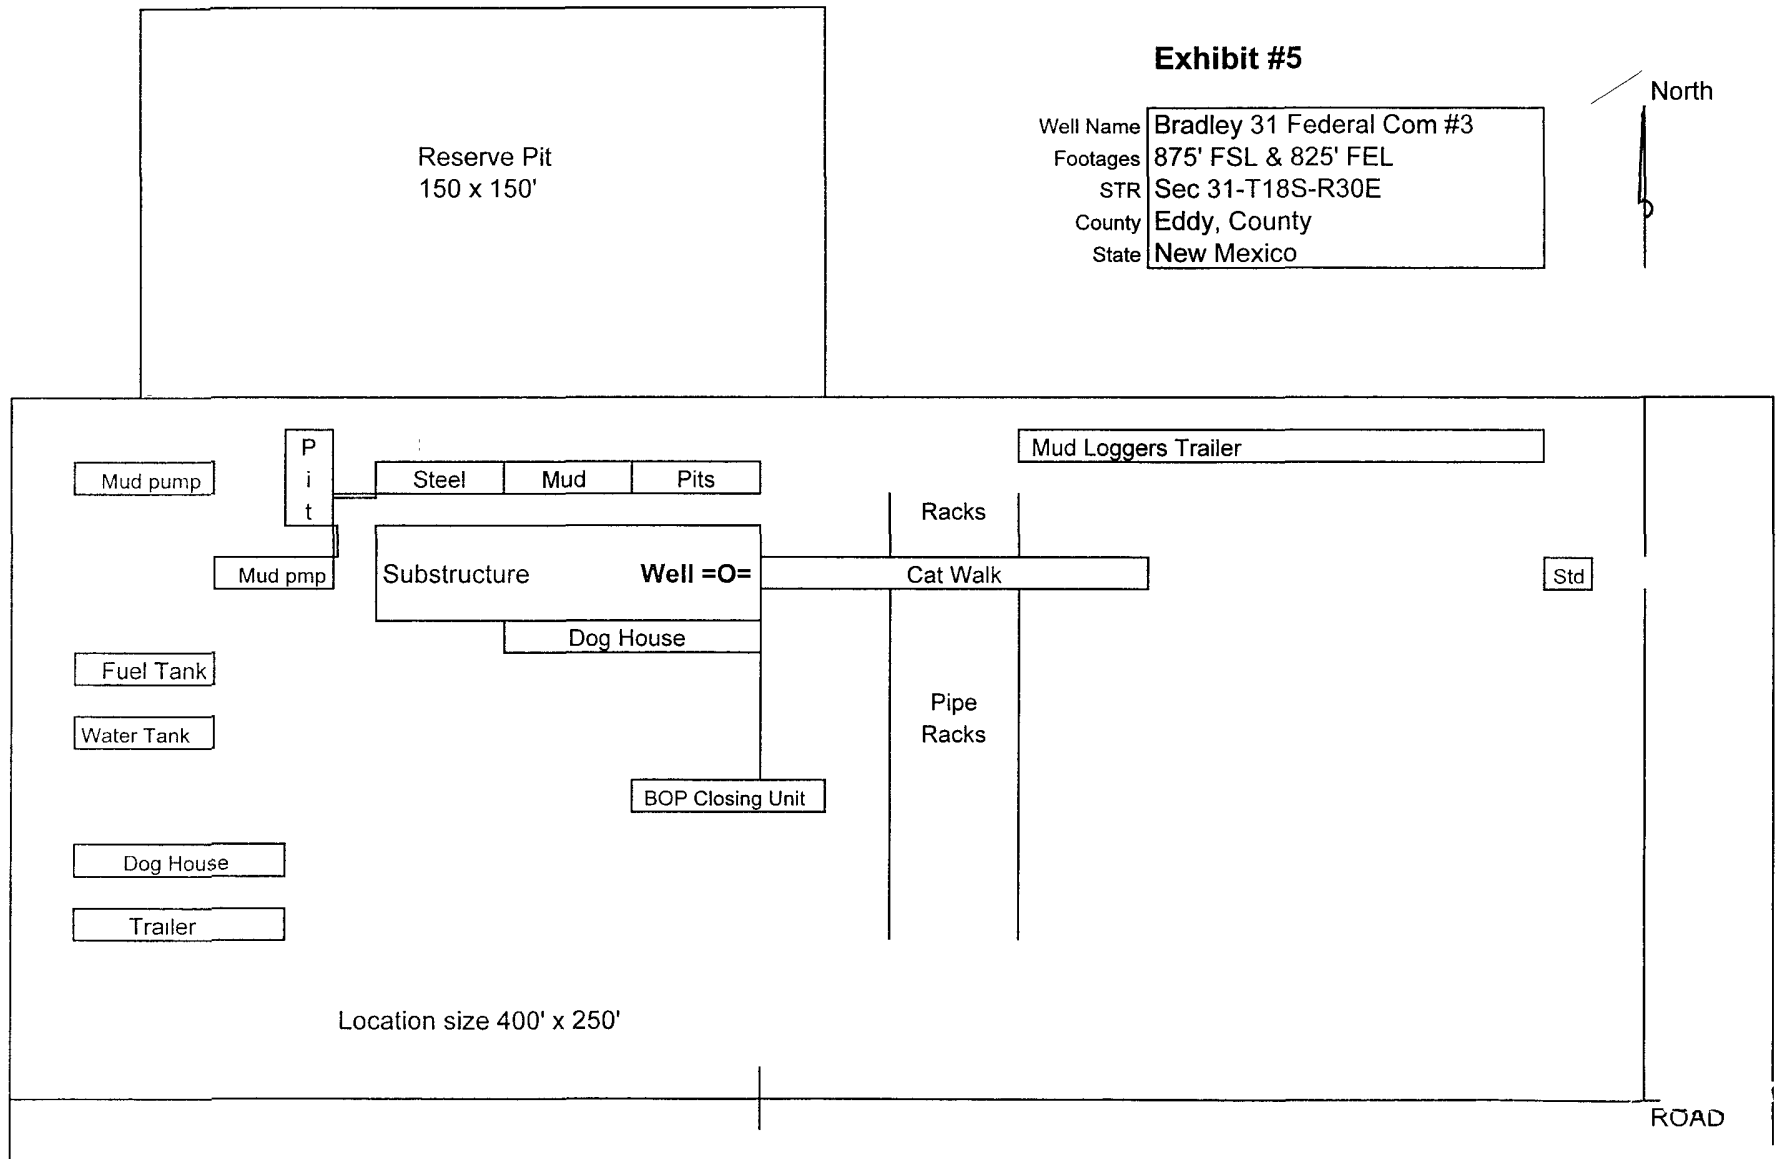 Exhibit #5
North
Well Name Bradley 31 Federal Com #3
Footages 875' FSL & 825' FEL
STR Sec 31-T18S-R30E
County Eddy, County
State New Mexico
Reserve Pit
150 x 150'
Pit
Mud pump
Steel Mud Pits
Mud Loggers Trailer
Racks
Mud pmp
Substructure Well =O=
Cat Walk
Std
Dog House
Fuel Tank
Water Tank
Pipe
Racks
BOP Closing Unit
Dog House
Trailer
Location size 400' x 250'
ROAD